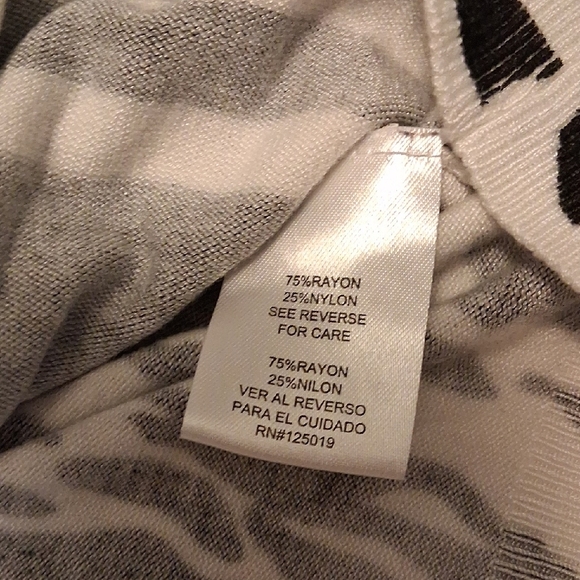 75%RAYON
25%NYLON
SEE REVERSE
FOR CARE
75%RAYON
25%NILON
VER AL REVERSO
PARA EL CUIDADO
RN#125019